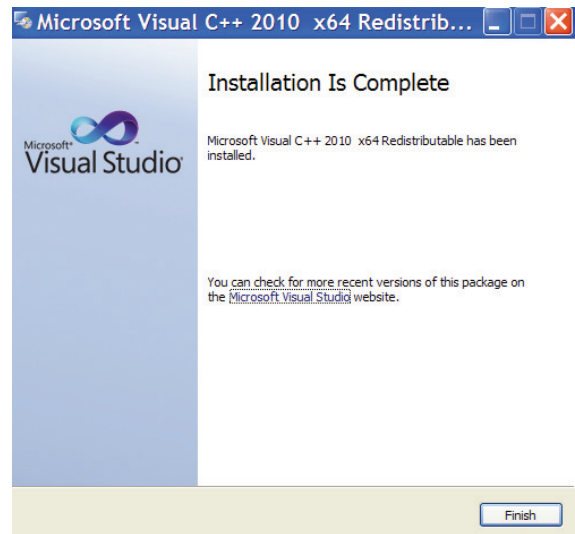 Microsoft Visual C++ 2010 x64 Redistrib...
Installation Is Complete
Microsoft®
Visual Studio®
Microsoft Visual C++ 2010 x64 Redistributable has been
installed.
You can check for more recent versions of this package on
the Microsoft Visual Studio website.
Finish